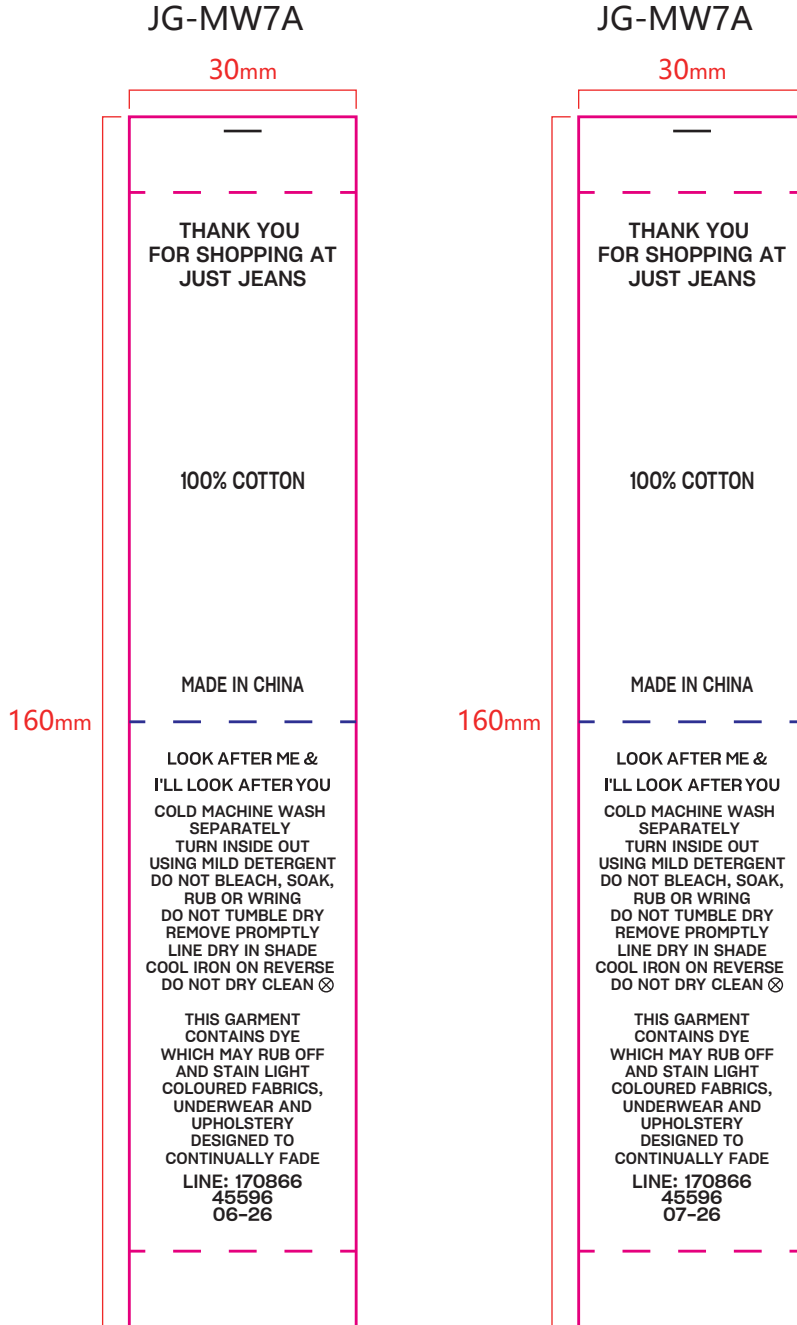 JG-MW7A
30mm
THANK YOU
FOR SHOPPING AT
JUST JEANS
100% COTTON
MADE IN CHINA
160mm
LOOK AFTER ME &
I'LL LOOK AFTER YOU
COLD MACHINE WASH
SEPARATELY
TURN INSIDE OUT
USING MILD DETERGENT
DO NOT BLEACH, SOAK,
RUB OR WRING
DO NOT TUMBLE DRY
REMOVE PROMPTLY
LINE DRY IN SHADE
COOL IRON ON REVERSE
DO NOT DRY CLEAN ⊗
THIS GARMENT
CONTAINS DYE
WHICH MAY RUB OFF
AND STAIN LIGHT
COLOURED FABRICS,
UNDERWEAR AND
UPHOLSTERY
DESIGNED TO
CONTINUALLY FADE
LINE: 170866
45596
06-26
JG-MW7A
30mm
THANK YOU
FOR SHOPPING AT
JUST JEANS
100% COTTON
MADE IN CHINA
160mm
LOOK AFTER ME &
I'LL LOOK AFTER YOU
COLD MACHINE WASH
SEPARATELY
TURN INSIDE OUT
USING MILD DETERGENT
DO NOT BLEACH, SOAK,
RUB OR WRING
DO NOT TUMBLE DRY
REMOVE PROMPTLY
LINE DRY IN SHADE
COOL IRON ON REVERSE
DO NOT DRY CLEAN ⊗
THIS GARMENT
CONTAINS DYE
WHICH MAY RUB OFF
AND STAIN LIGHT
COLOURED FABRICS,
UNDERWEAR AND
UPHOLSTERY
DESIGNED TO
CONTINUALLY FADE
LINE: 170866
45596
07-26